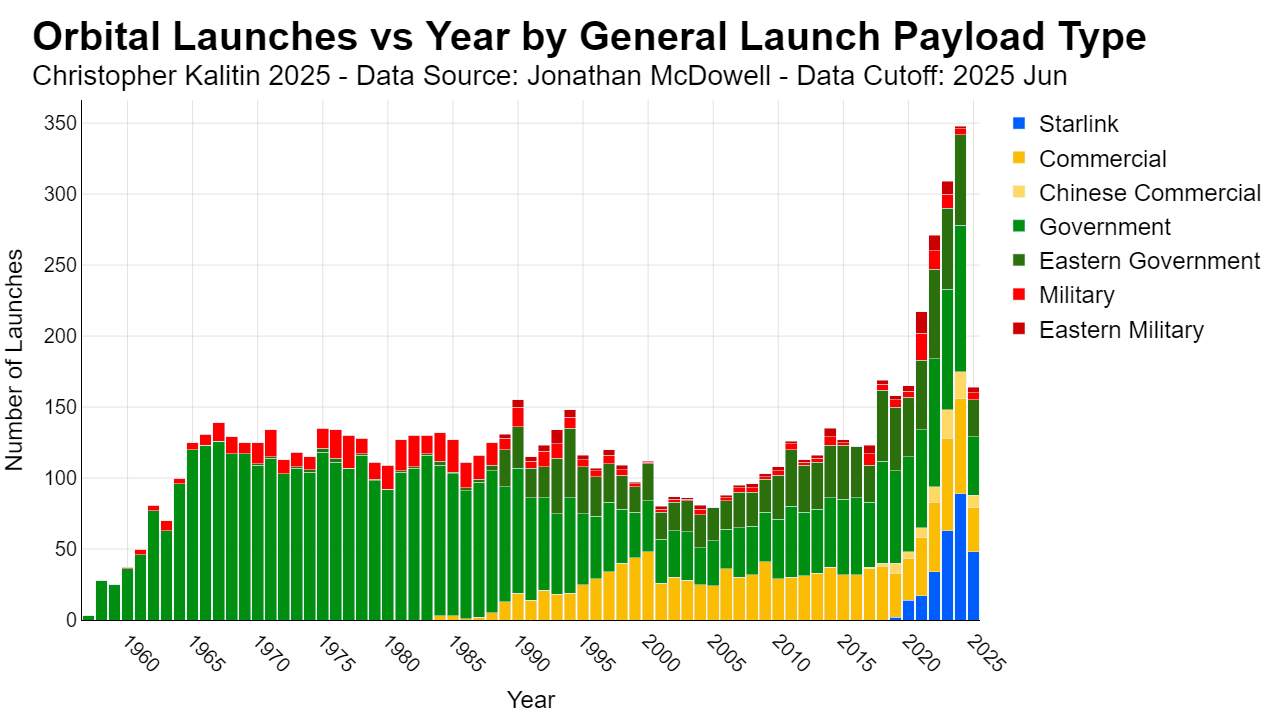 Orbital Launches vs Year by General Launch Payload Type
Christopher Kalitin 2025 - Data Source: Jonathan McDowell - Data Cutoff: 2025 Jun
Number of Launches
350
300
250
200
150
100
50
0
1960
1965
1970
1975
1980
1985
1990
1995
2000
2005
2010
2015
2020
2025
Year
Starlink
Commercial
Chinese Commercial
Government
Eastern Government
Military
Eastern Military